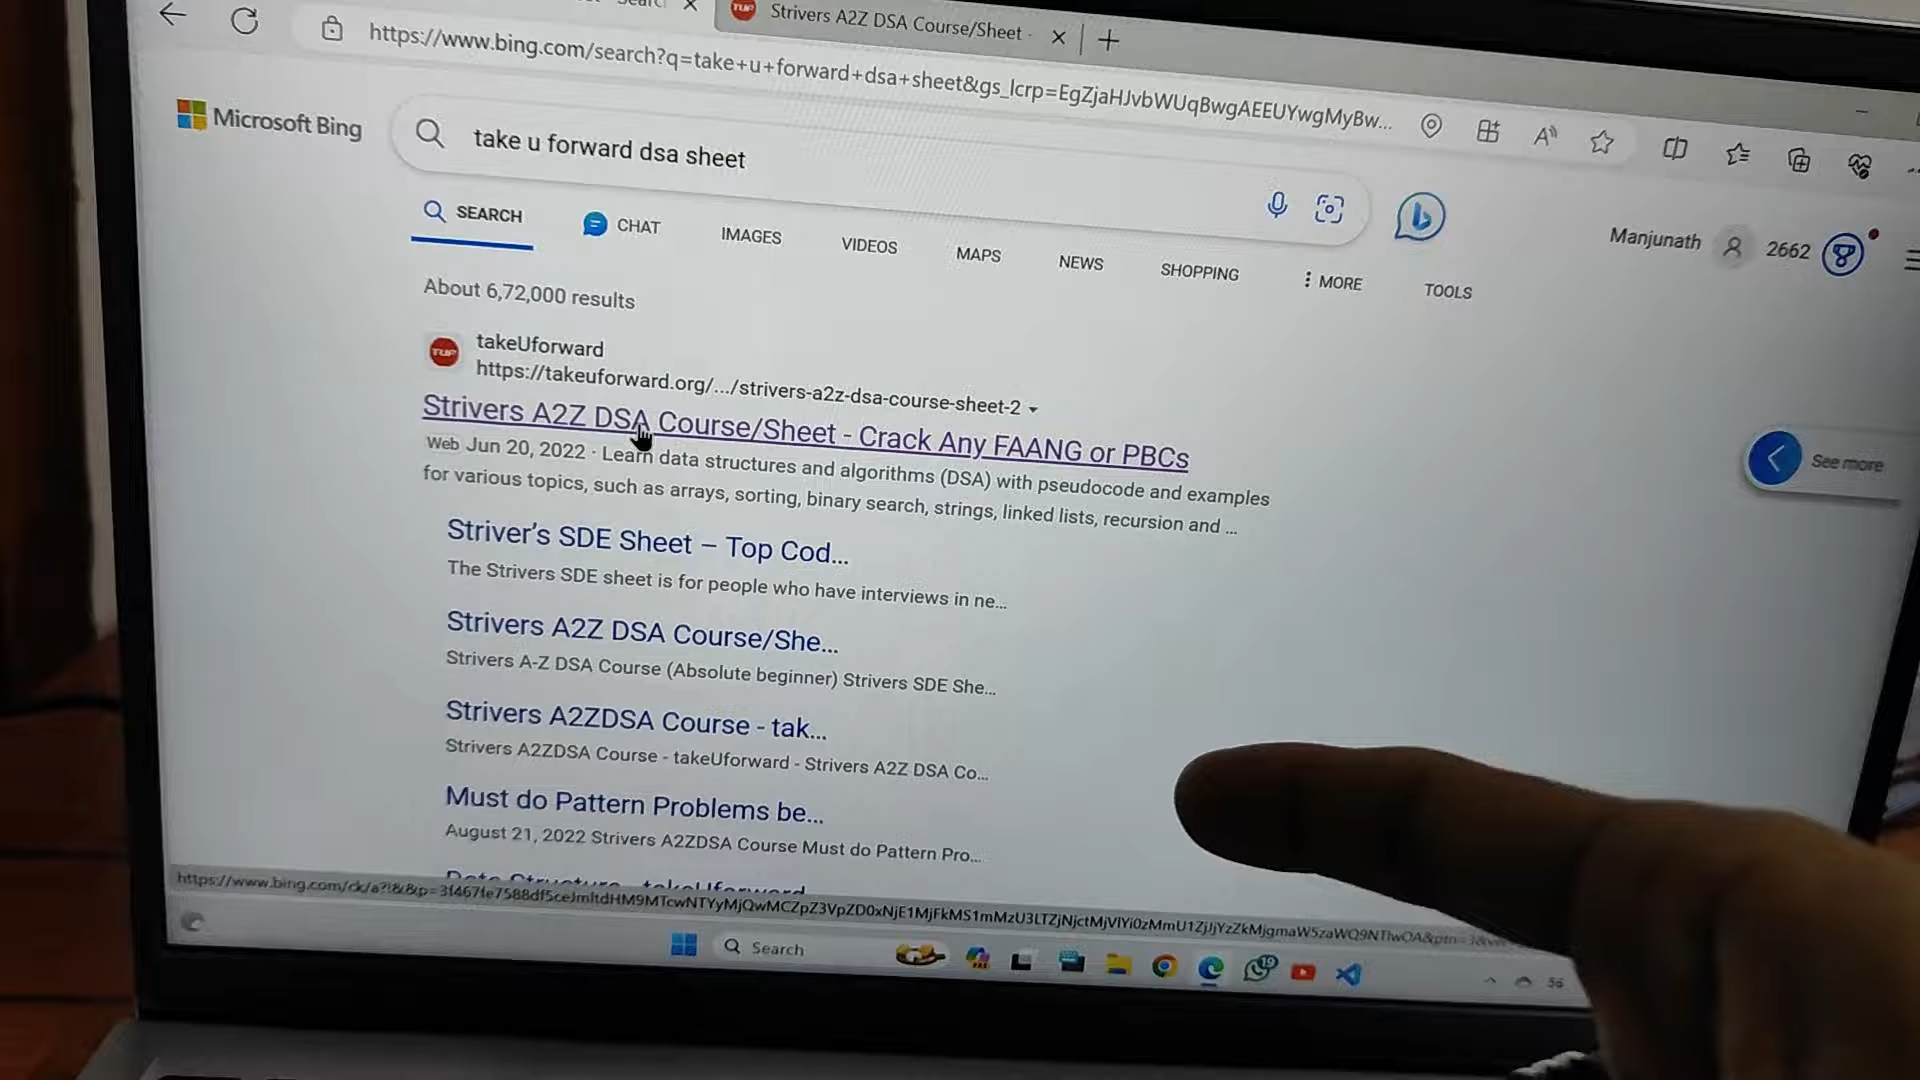 Strivers A2Z DSA Course/Sheet -
https://www.bing.com/search?q=take+u+forward+dsa+sheet&gs_lcrp=EgZjaHJvbWUqBwgAEEUYwgMyBw...
Microsoft Bing
take u forward dsa sheet
SEARCH CHAT IMAGES VIDEOS MAPS NEWS SHOPPING MORE TOOLS
Manjunath 2662
About 6,72,000 results
TUF takeUforward
https://takeuforward.org/.../strivers-a2z-dsa-course-sheet-2
Strivers A2Z DSA Course/Sheet - Crack Any FAANG or PBCs
Web Jun 20, 2022 · Learn data structures and algorithms (DSA) with pseudocode and examples
for various topics, such as arrays, sorting, binary search, strings, linked lists, recursion and ...
See more
Striver's SDE Sheet – Top Cod...
The Strivers SDE sheet is for people who have interviews in ne...
Strivers A2Z DSA Course/She...
Strivers A-Z DSA Course (Absolute beginner) Strivers SDE She...
Strivers A2ZDSA Course - tak...
Strivers A2ZDSA Course - takeUforward - Strivers A2Z DSA Co...
Must do Pattern Problems be...
August 21, 2022 Strivers A2ZDSA Course Must do Pattern Pro...
Data Structure - takeUforward
Search
19